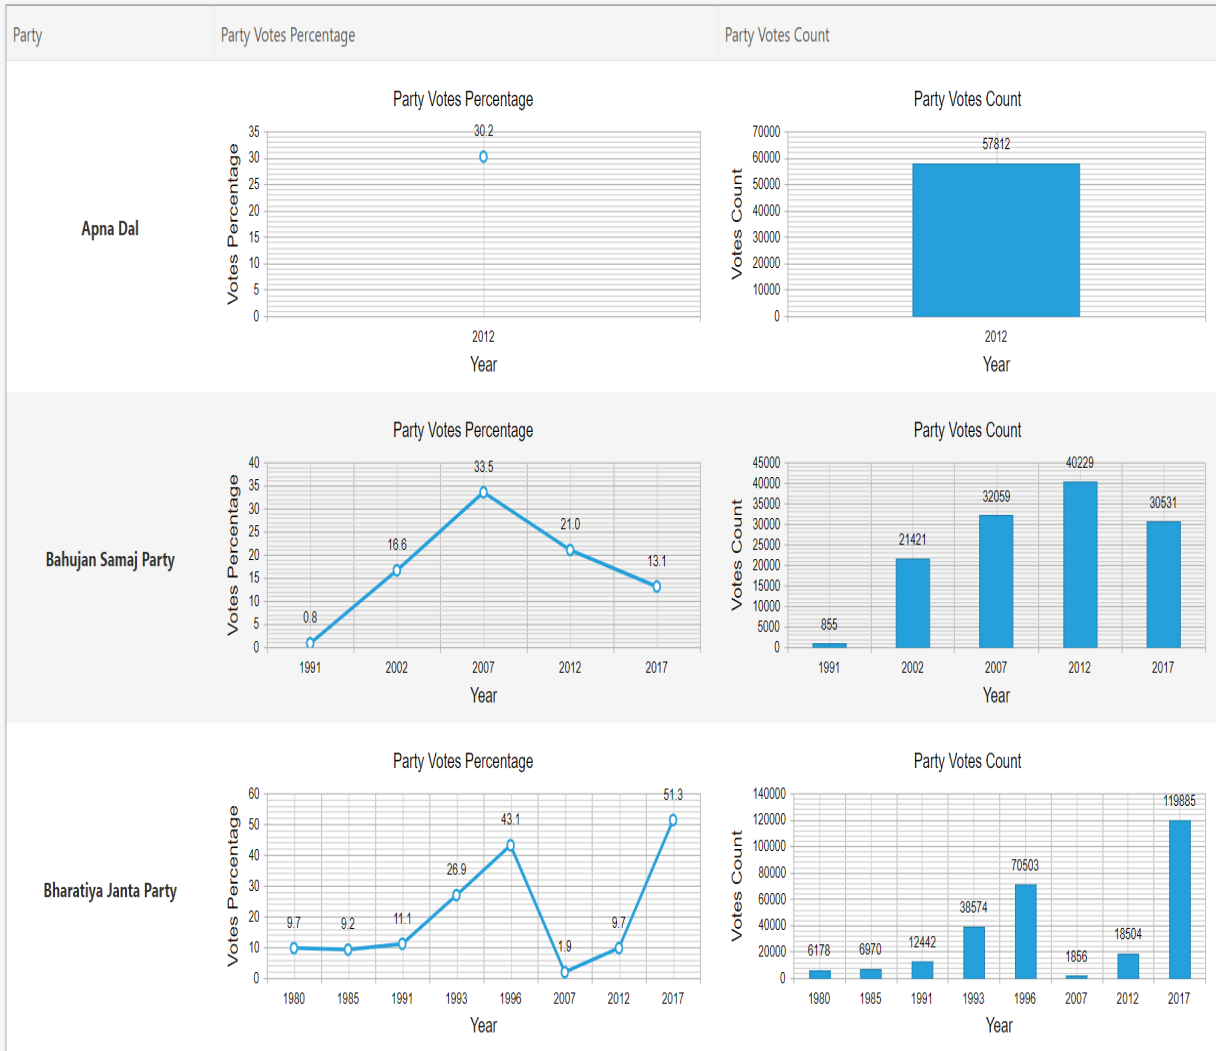 Party Party Votes Percentage Party Votes Count
Party Votes Percentage
Party Votes Count
Apna Dal
Votes Percentage
35
30
25
20
15
10
5
0
30.2
2012
Year
Votes Count
70000
60000
50000
40000
30000
20000
10000
0
57812
2012
Year
Party Votes Percentage
Party Votes Count
Bahujan Samaj Party
Votes Percentage
40
35
30
25
20
15
10
5
0
0.8 16.6 33.5 21.0 13.1
1991 2002 2007 2012 2017
Year
Votes Count
45000
40000
35000
30000
25000
20000
15000
10000
5000
0
855 21421 32059 40229 30531
1991 2002 2007 2012 2017
Year
Party Votes Percentage
Party Votes Count
Bharatiya Janta Party
Votes Percentage
60
50
40
30
20
10
0
9.7 9.2 11.1 26.9 43.1 1.9 9.7 51.3
1980 1985 1991 1993 1996 2007 2012 2017
Year
Votes Count
140000
120000
100000
80000
60000
40000
20000
0
6178 6970 12442 38574 70503 1856 18504 119885
1980 1985 1991 1993 1996 2007 2012 2017
Year